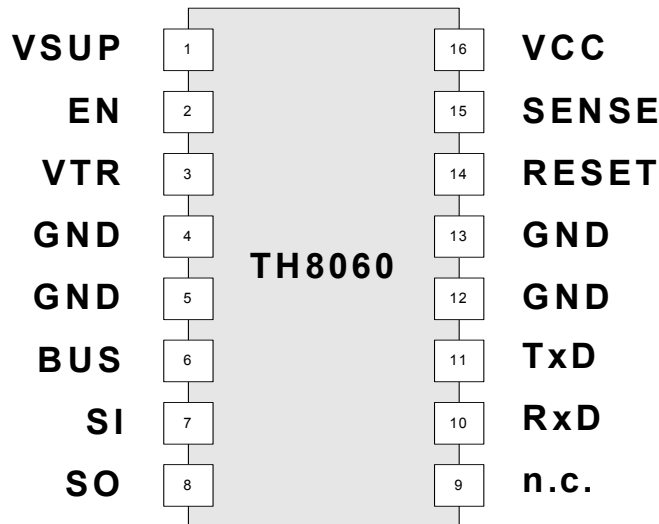 VSUP 1 16 VCC
EN 2 15 SENSE
VTR 3 14 RESET
GND 4 13 GND
TH8060
GND 5 12 GND
BUS 6 11 TxD
SI 7 10 RxD
SO 8 9 n.c.